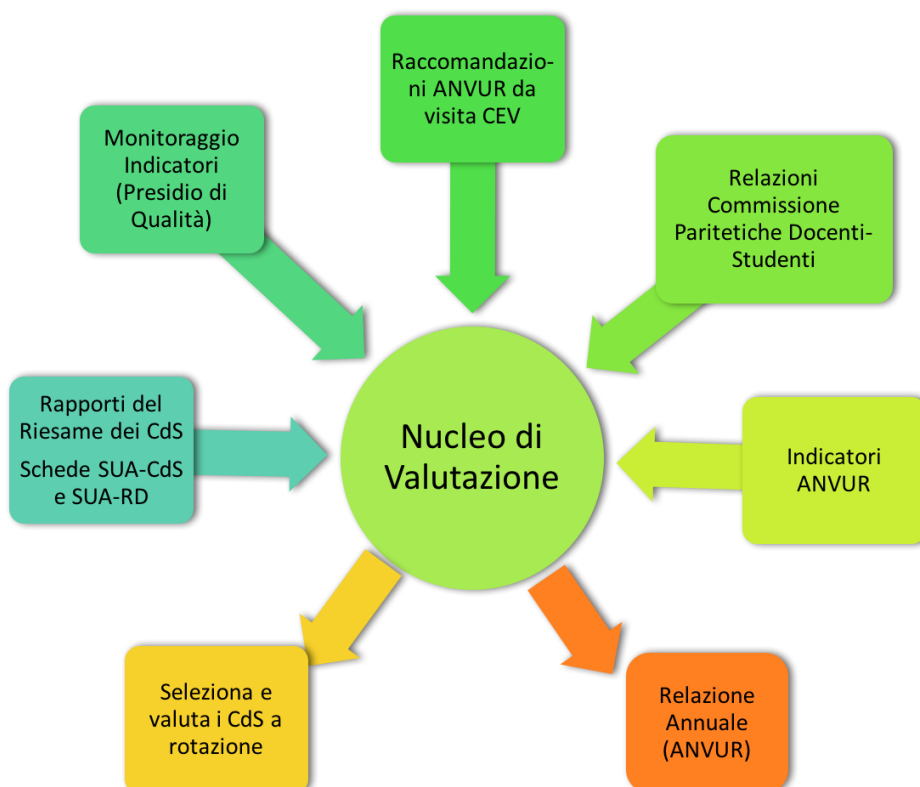 Raccomandazio-
ni ANVUR da
visita CEV
Monitoraggio
Indicatori
(Presidio di
Qualità)
Relazioni
Commissione
Paritetiche Docenti-
Studenti
Rapporti del
Riesame dei CdS
Schede SUA-CdS
e SUA-RD
Nucleo di
Valutazione
Indicatori
ANVUR
Seleziona e
valuta i CdS a
rotazione
Relazione
Annuale
(ANVUR)